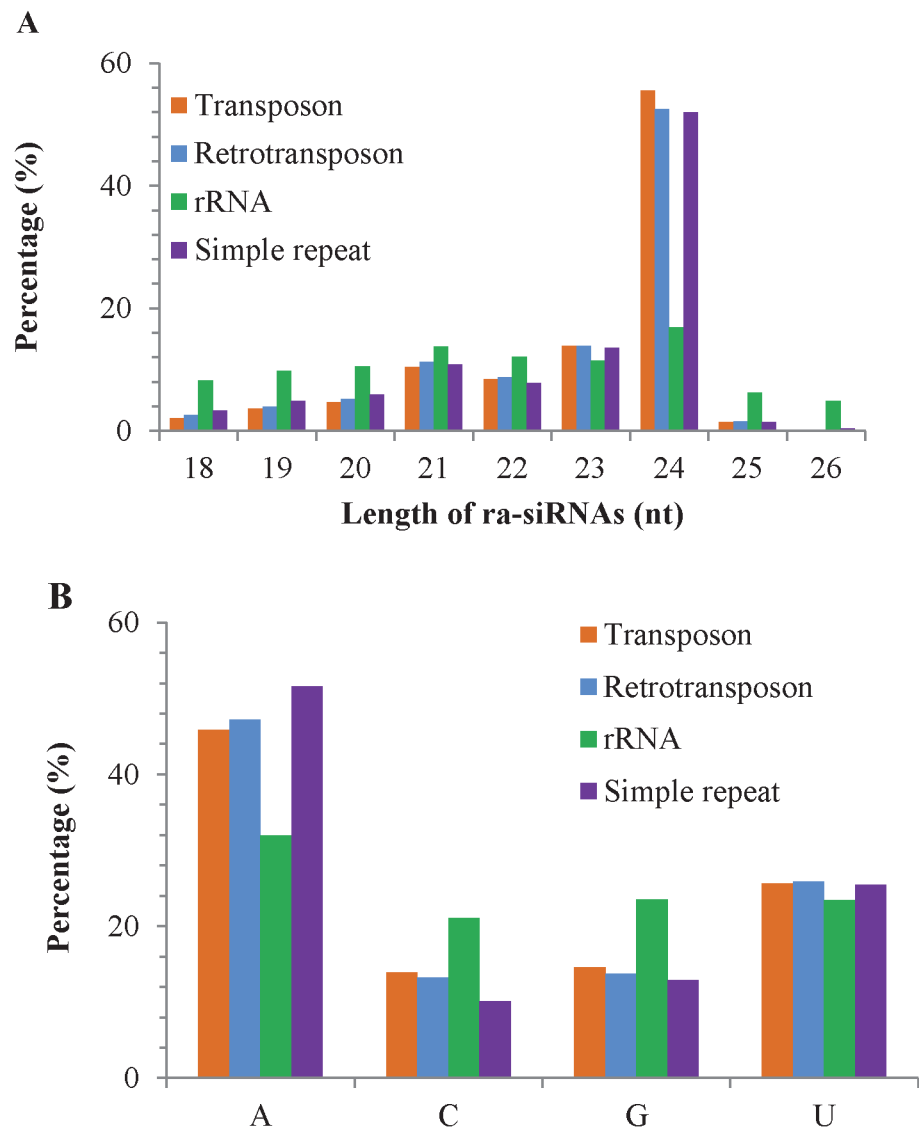 A
60
40
20
0
Percentage (%)
Transposon
Retrotransposon
rRNA
Simple repeat
18 19 20 21 22 23 24 25 26
Length of ra-siRNAs (nt)
B
60
40
20
0
Percentage (%)
Transposon
Retrotransposon
rRNA
Simple repeat
A C G U